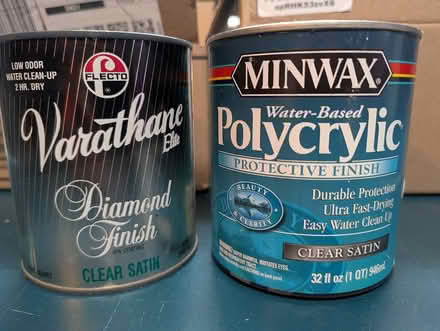 LOW ODOR
WATER CLEAN-UP
2 HR. DRY
FLECTO
Varathane
Elite
Diamond
Finish
CLEAR SATIN
MINWAX
Water-Based
Polycrylic
PROTECTIVE FINISH
BEAUTY
Durable Protection
Ultra Fast-Drying
Easy Water Clean Up
CLEAR SATIN
32 fl oz (1 QT) 946mL